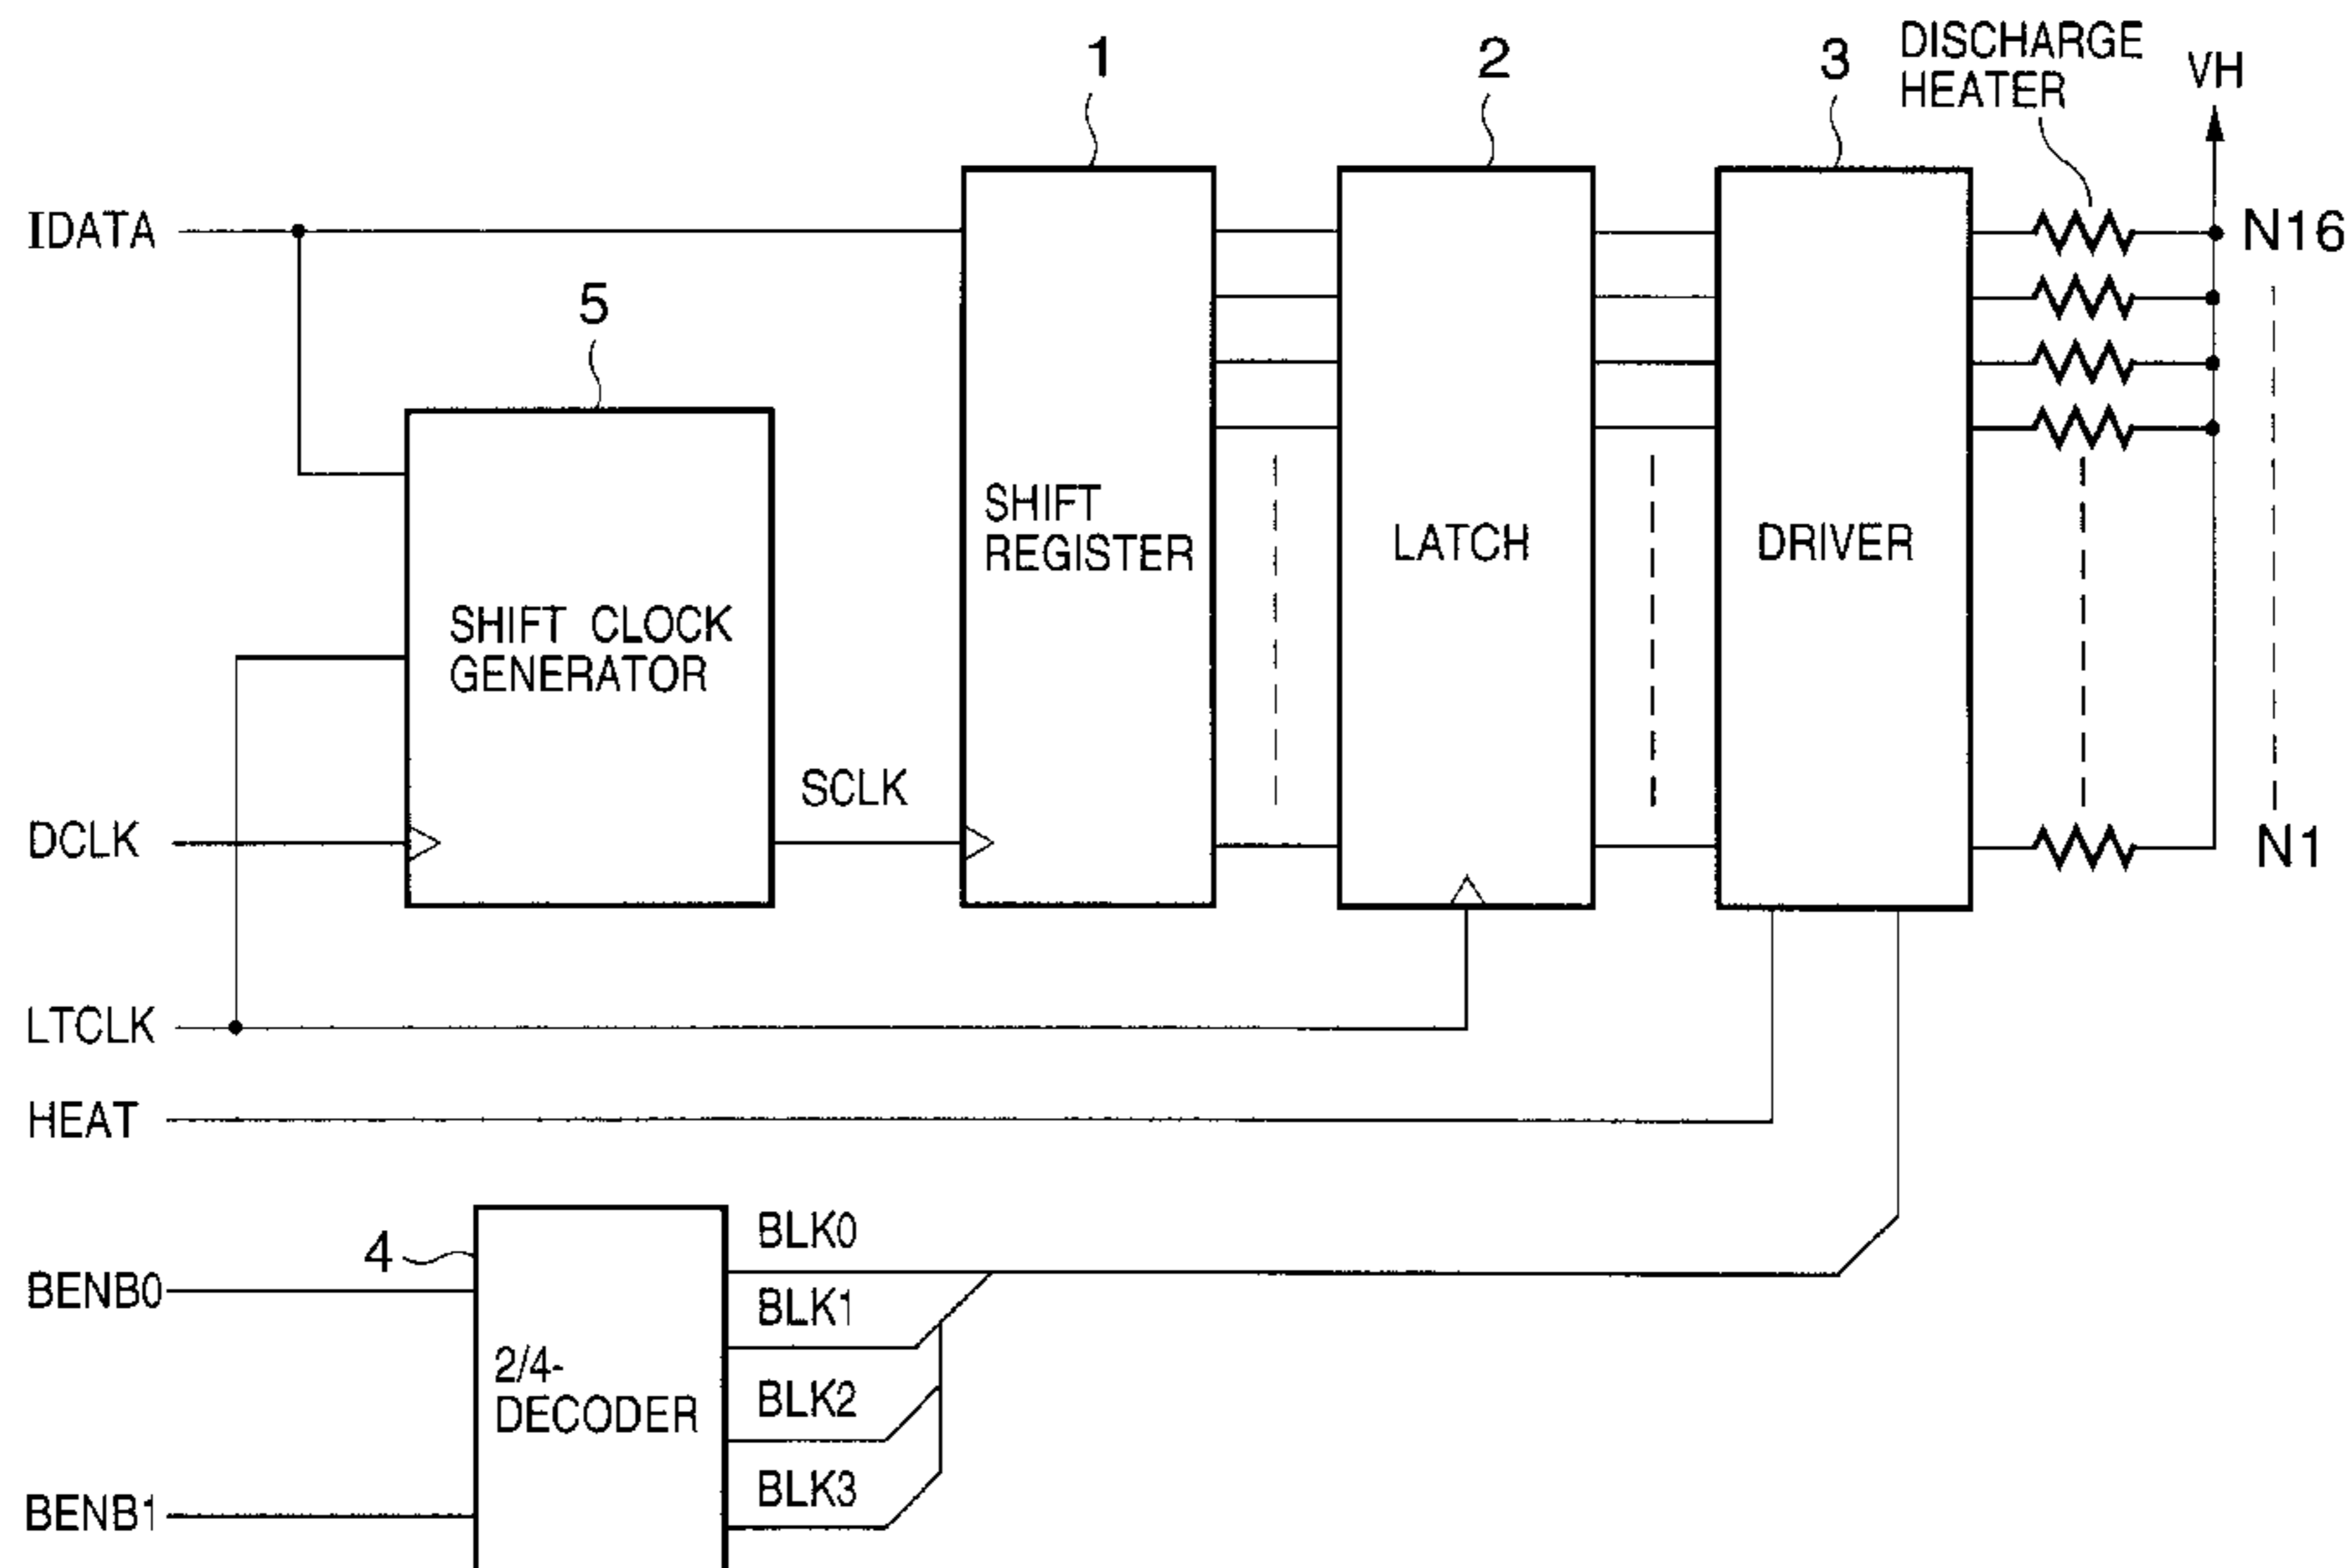 DISCHARGE
HEATER
VH
1
2
3
IDATA
N16
5
SHIFT
REGISTER
LATCH
DRIVER
SHIFT CLOCK
GENERATOR
SCLK
DCLK
N1
LTCLK
HEAT
4
BLK0
BENB0
BLK1
2/4-
DECODER
BLK2
BLK3
BENB1